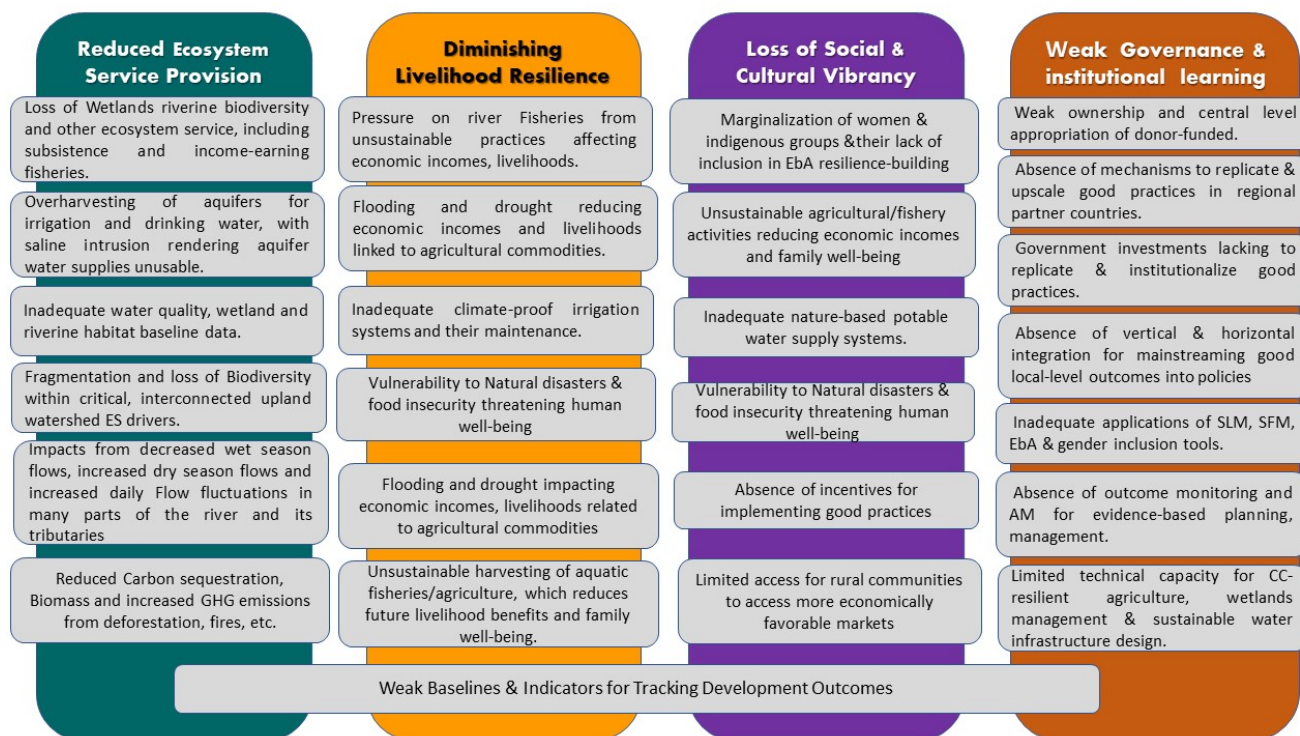 Reduced Ecosystem
Service Provision
Loss of Wetlands riverine biodiversity
and other ecosystem service, including
subsistence and income-earning
fisheries.
Overharvesting of aquifers for
irrigation and drinking water, with
saline intrusion rendering aquifer
water supplies unusable.
Inadequate water quality, wetland and
riverine habitat baseline data.
Fragmentation and loss of Biodiversity
within critical, interconnected upland
watershed ES drivers.
Impacts from decreased wet season
flows, increased dry season flows and
increased daily Flow fluctuations in
many parts of the river and its
tributaries
Reduced Carbon sequestration,
Biomass and increased GHG emissions
from deforestation, fires, etc.
Diminishing
Livelihood Resilience
Pressure on river Fisheries from
unsustainable practices affecting
economic incomes, livelihoods.
Flooding and drought reducing
economic incomes and livelihoods
linked to agricultural commodities.
Inadequate climate-proof irrigation
systems and their maintenance.
Vulnerability to Natural disasters &
food insecurity threatening human
well-being
Flooding and drought impacting
economic incomes, livelihoods related
to agricultural commodities
Unsustainable harvesting of aquatic
fisheries/agriculture, which reduces
future livelihood benefits and family
well-being.
Loss of Social &
Cultural Vibrancy
Marginalization of women &
indigenous groups &their lack of
inclusion in EbA resilience-building
Unsustainable agricultural/fishery
activities reducing economic incomes
and family well-being
Inadequate nature-based potable
water supply systems.
Vulnerability to Natural disasters &
food insecurity threatening human
well-being
Absence of incentives for
implementing good practices
Limited access for rural communities
to access more economically
favorable markets
Weak Governance &
institutional learning
Weak ownership and central level
appropriation of donor-funded.
Absence of mechanisms to replicate &
upscale good practices in regional
partner countries.
Government investments lacking to
replicate & institutionalize good
practices.
Absence of vertical & horizontal
integration for mainstreaming good
local-level outcomes into policies
Inadequate applications of SLM, SFM,
EbA & gender inclusion tools.
Absence of outcome monitoring and
AM for evidence-based planning,
management.
Limited technical capacity for CC-
resilient agriculture, wetlands
management & sustainable water
infrastructure design.
Weak Baselines & Indicators for Tracking Development Outcomes